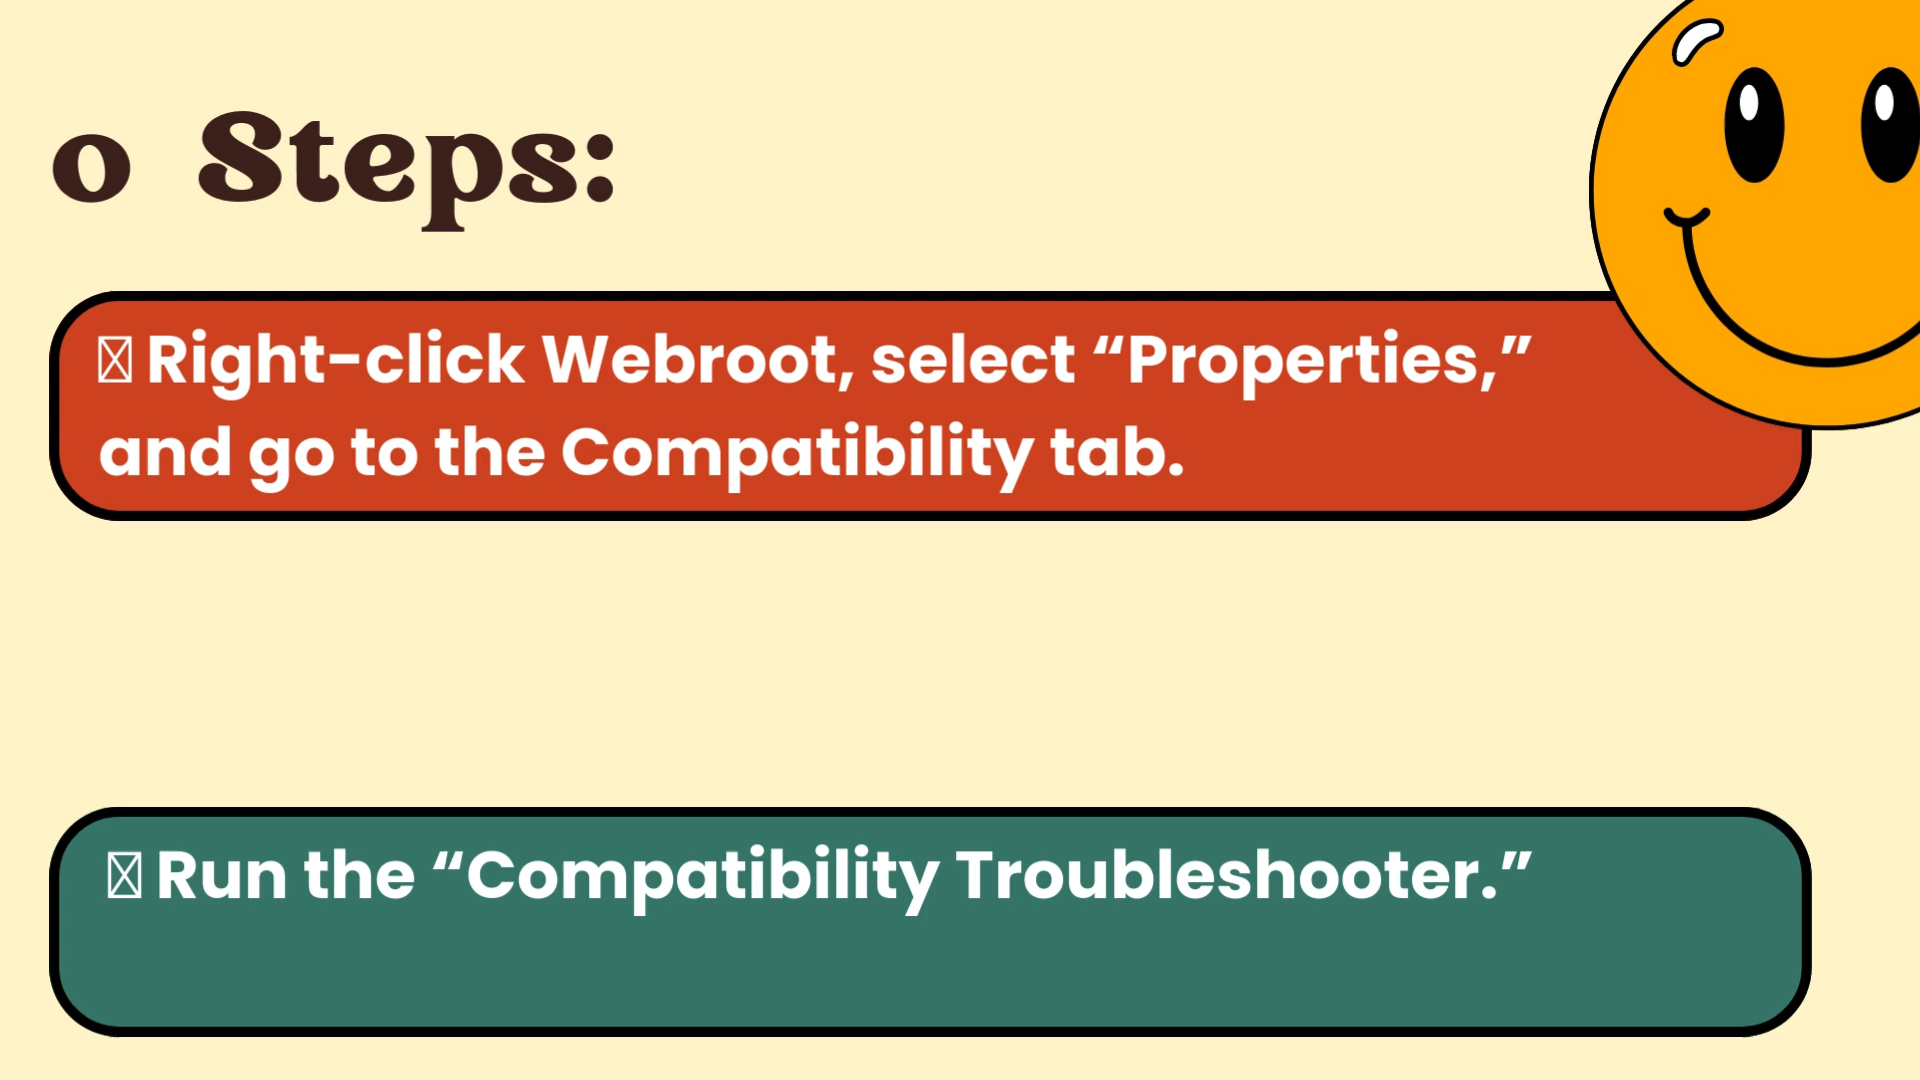 o Steps:
Right-click Webroot, select “Properties,”
and go to the Compatibility tab.
Run the “Compatibility Troubleshooter.”